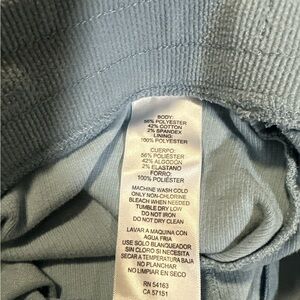 BODY:
56% POLYESTER
42% COTTON
2% SPANDEX
LINING:
100% POLYESTER
CUERPO:
56% POLIÉSTER
42% ALGODÓN
2% ELASTANO
FORRO:
100% POLIÉSTER
MACHINE WASH COLD
ONLY NON-CHLORINE
BLEACH WHEN NEEDED
TUMBLE DRY LOW
DO NOT IRON
DO NOT DRY CLEAN
LAVAR A MAQUINA CON
AGUA FRIA
USE SOLO BLANQUEADOR
SIN CLORO SI NECESITA
SECAR A TEMPERATURA BAJA
NO PLANCHAR
NO LIMPIAR EN SECO
RN 54163
CA 57151